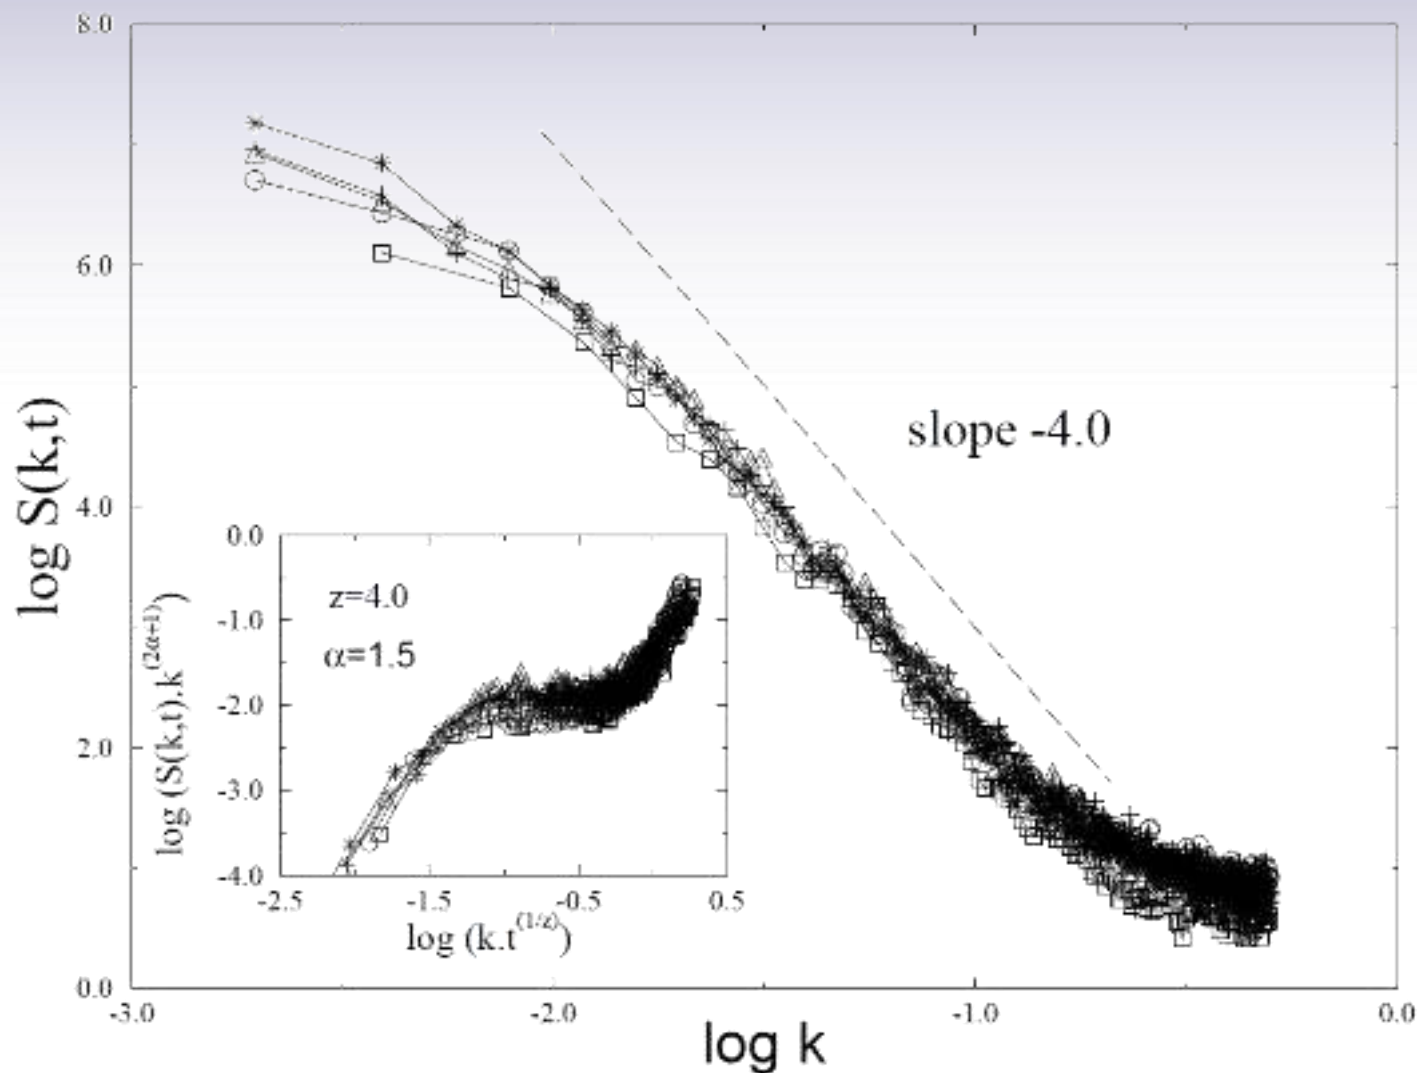 8.0
6.0
4.0
2.0
0.0
log S(k,t)
slope -4.0
0.0
-1.0
-2.0
-3.0
-4.0
log (S(k,t).k^(2α+1))
z=4.0
α=1.5
-2.5 -1.5 -0.5 0.5
log (k.t^(1/z))
-3.0 -2.0 -1.0 0.0
log k